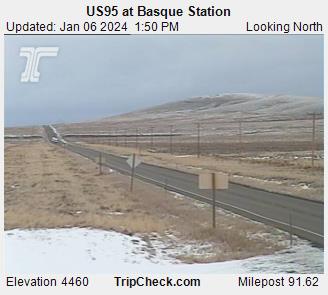 US95 at Basque Station
Updated: Jan 06 2024 1:50 PM Looking North
Elevation 4460 TripCheck.com Milepost 91.62